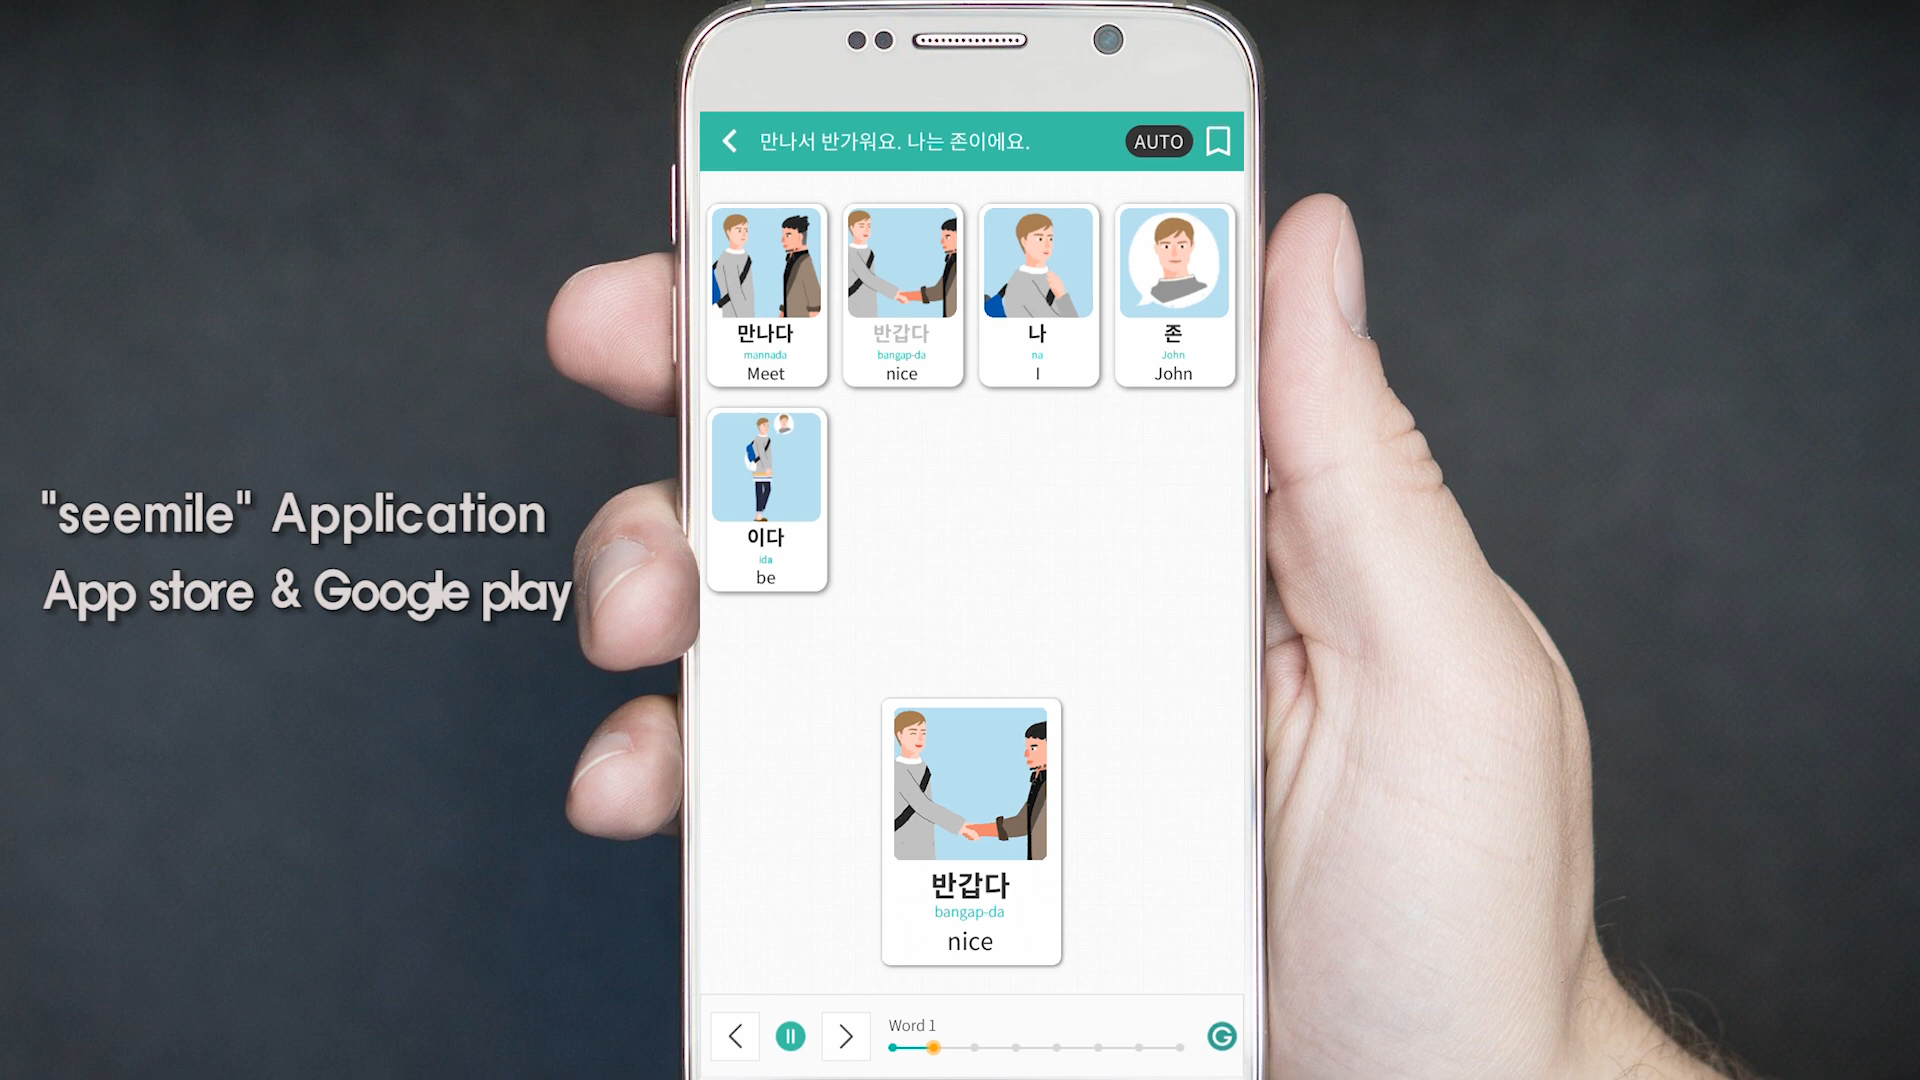 만나서 반가워요. 나는 존이에요.
AUTO
만나다
mannada
Meet
반갑다
bangap-da
nice
나
na
I
존
John
John
이다
ida
be
"seemile" Application
App store & Google play
반갑다
bangap-da
nice
Word 1
G